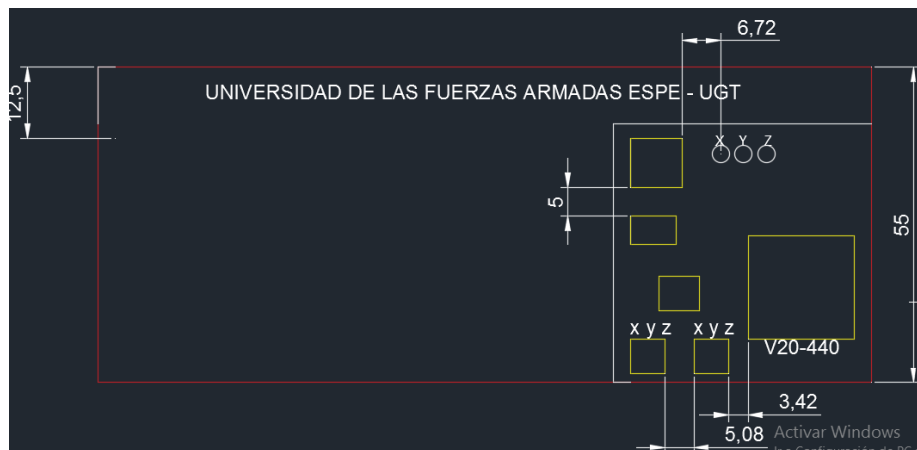 6,72
12,5
UNIVERSIDAD DE LAS FUERZAS ARMADAS ESPE - UGT
X Y Z
5
55
x y z x y z
V20-440
3,42
5,08
Activar Windows